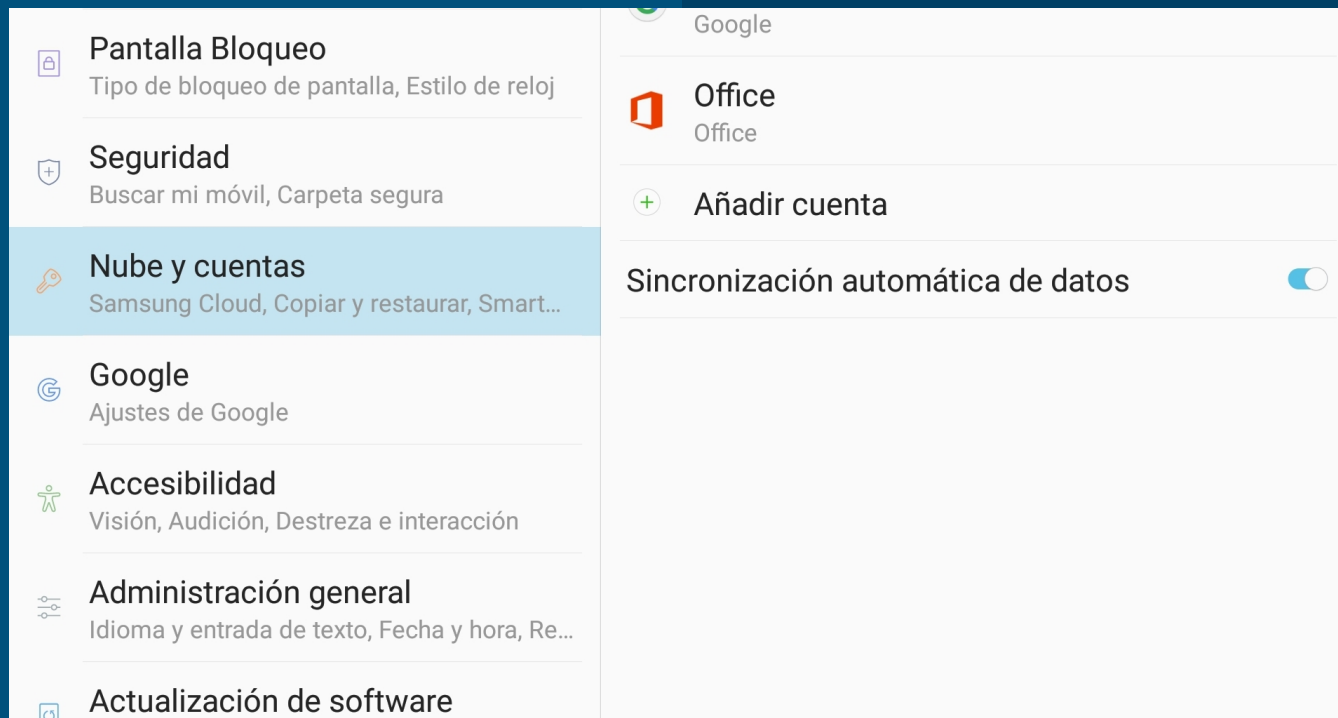 Pantalla Bloqueo
Tipo de bloqueo de pantalla, Estilo de reloj
Seguridad
Buscar mi móvil, Carpeta segura
Nube y cuentas
Samsung Cloud, Copiar y restaurar, Smart...
Google
Ajustes de Google
Accesibilidad
Visión, Audición, Destreza e interacción
Administración general
Idioma y entrada de texto, Fecha y hora, Re...
Actualización de software
Google
Office
Office
Añadir cuenta
Sincronización automática de datos